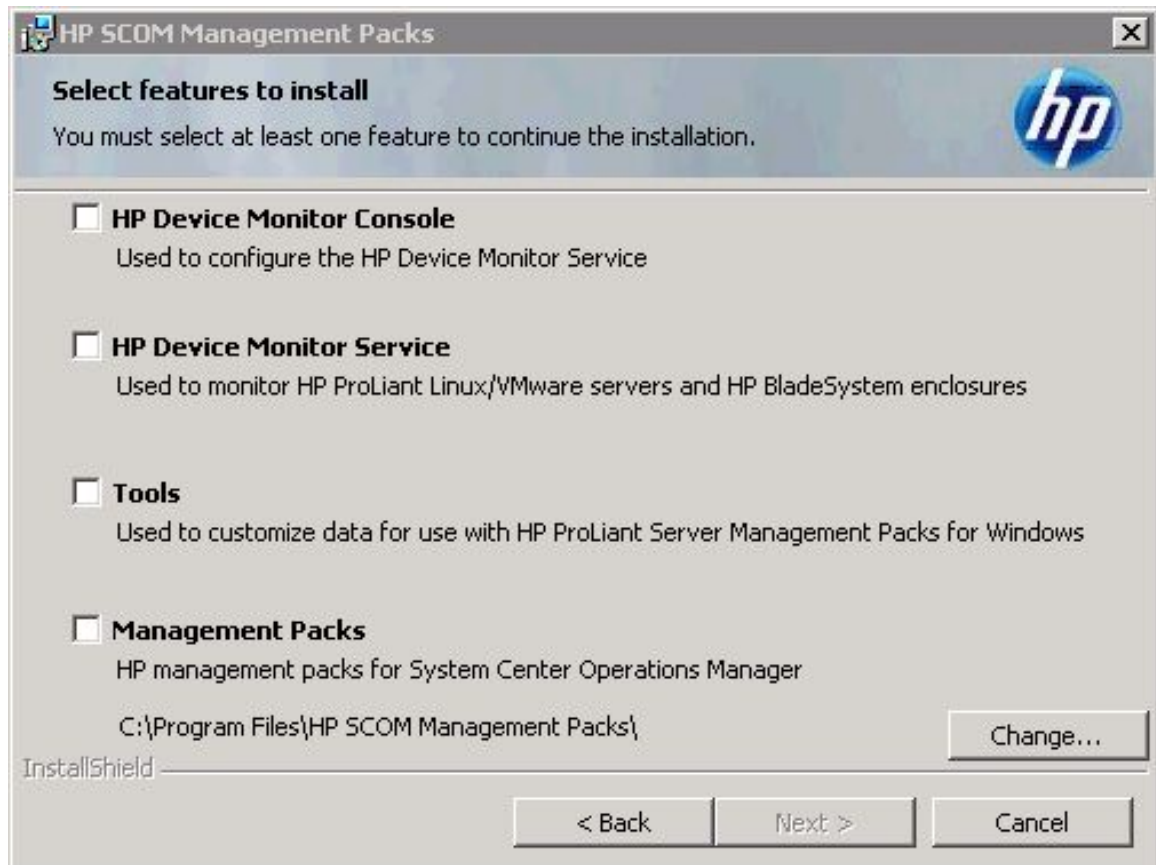 HP SCOM Management Packs
Select features to install
You must select at least one feature to continue the installation.
hp
HP Device Monitor Console
Used to configure the HP Device Monitor Service
HP Device Monitor Service
Used to monitor HP ProLiant Linux/VMware servers and HP BladeSystem enclosures
Tools
Used to customize data for use with HP ProLiant Server Management Packs for Windows
Management Packs
HP management packs for System Center Operations Manager
C:\Program Files\HP SCOM Management Packs\
Change...
InstallShield
< Back
Next >
Cancel